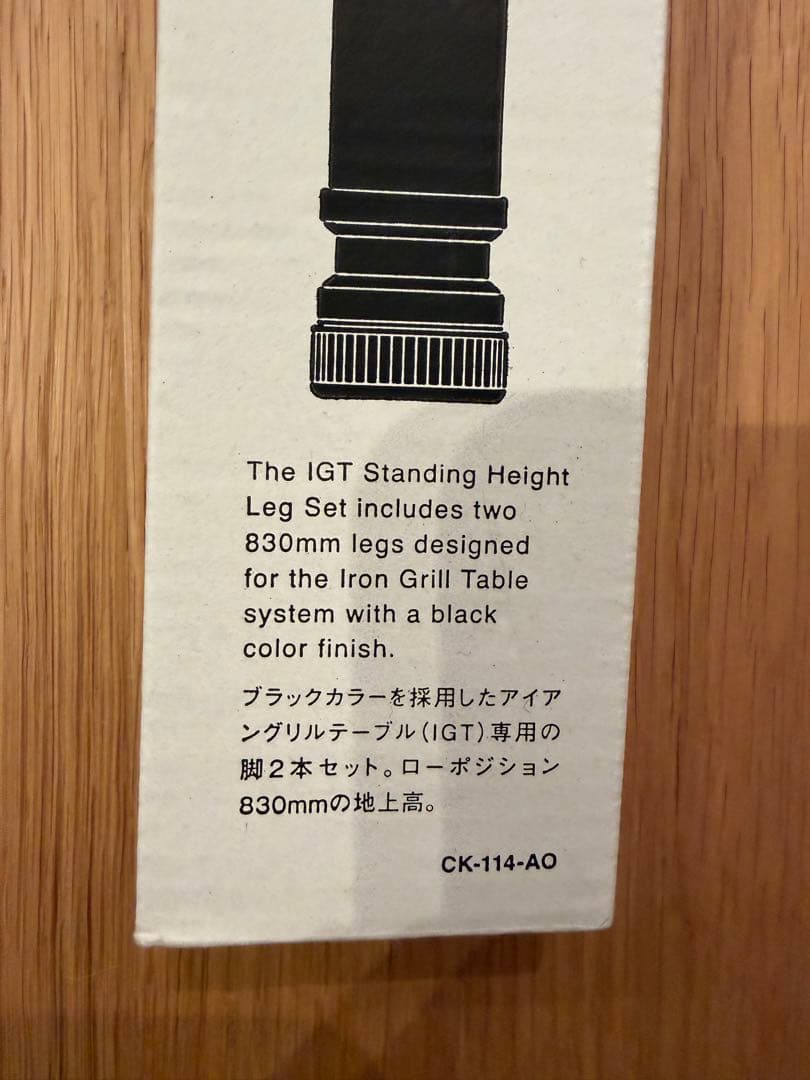 The IGT Standing Height
Leg Set includes two
830mm legs designed
for the Iron Grill Table
system with a black
color finish.
ブラックカラーを採用したアイア
ングリルテーブル(IGT)専用の
脚2本セット。ローポジション
830mmの地上高。
CK-114-AO